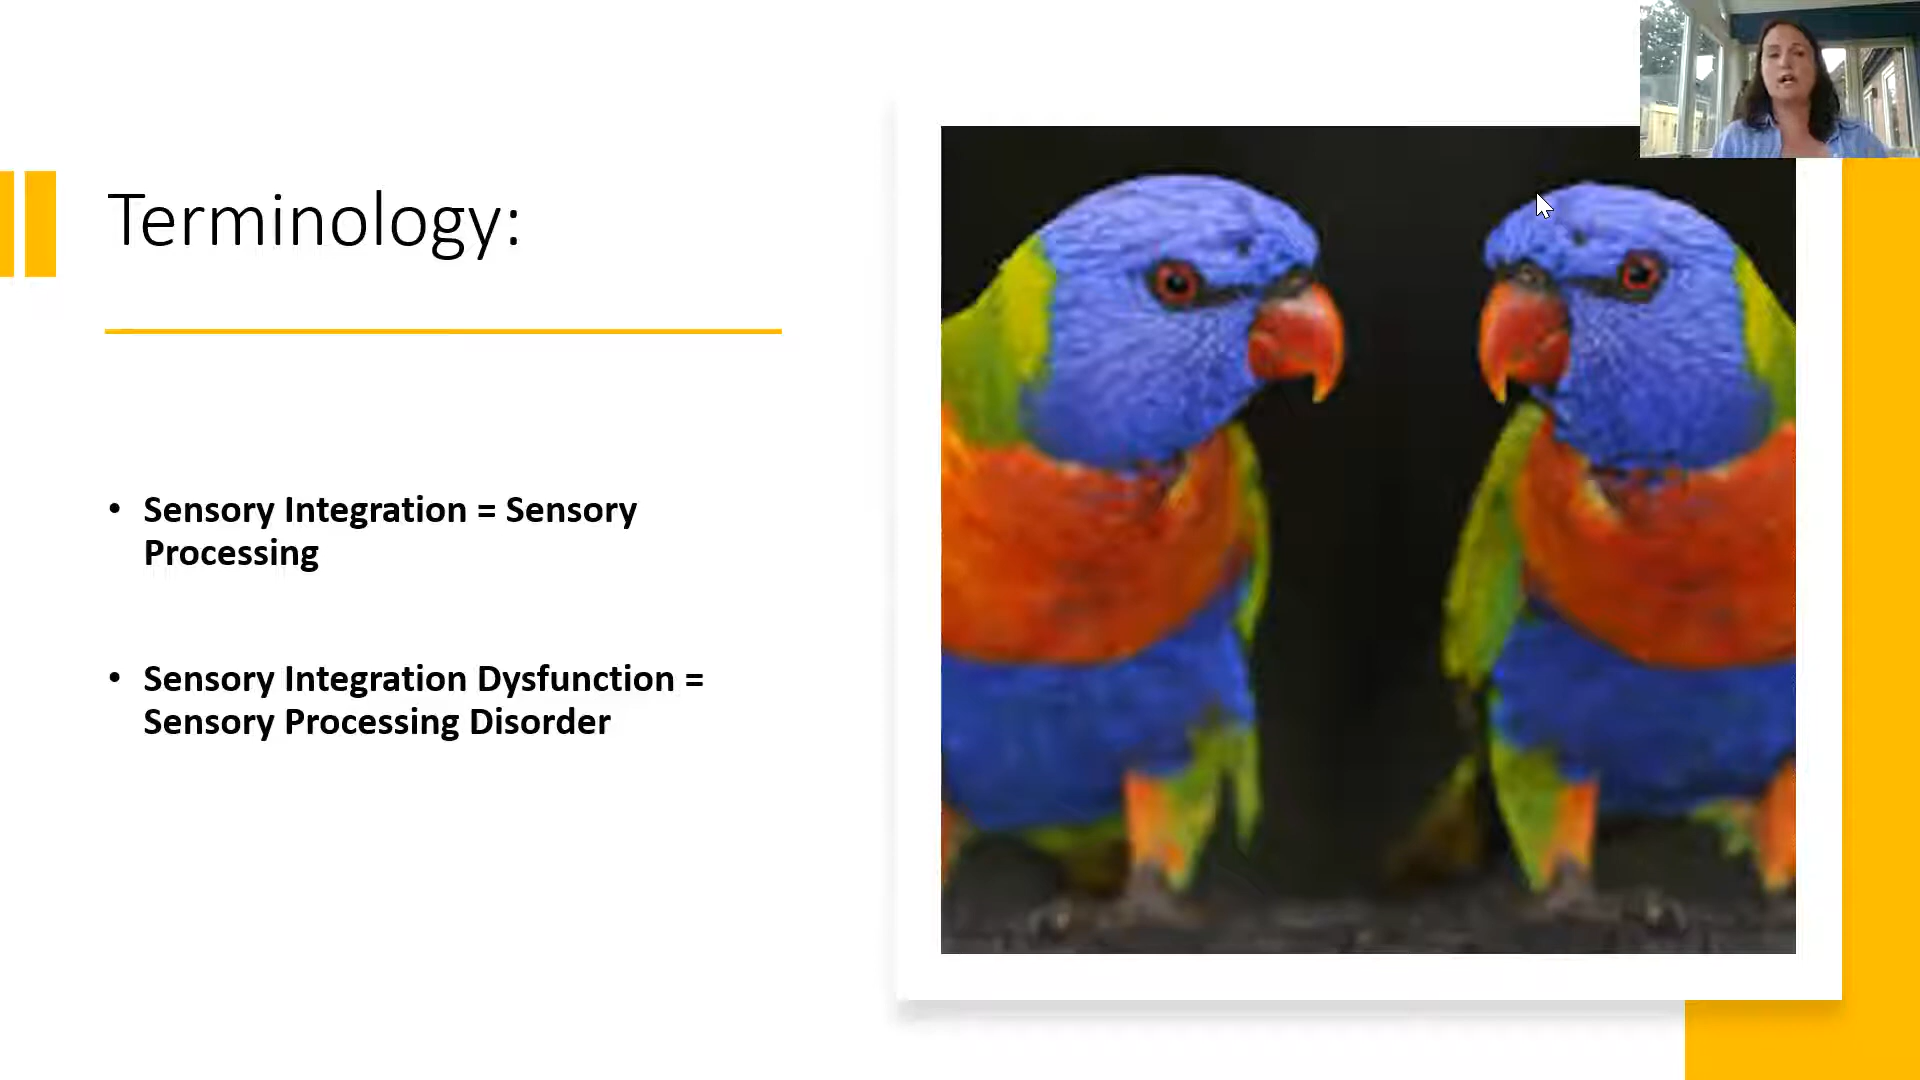 Terminology:
• Sensory Integration = Sensory
Processing
• Sensory Integration Dysfunction =
Sensory Processing Disorder